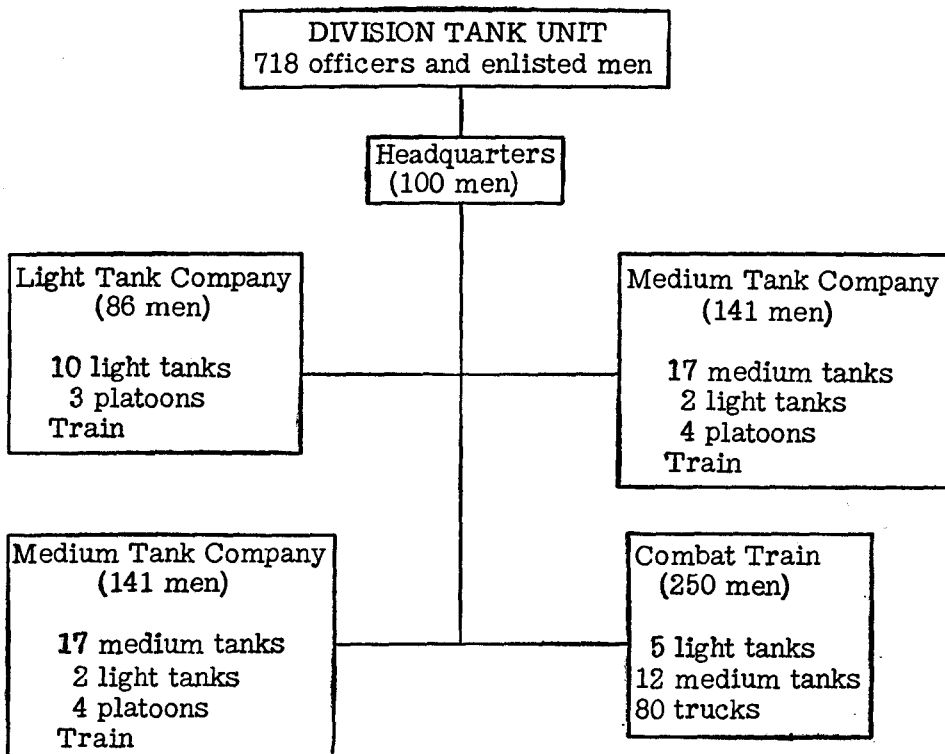 DIVISION TANK UNIT
718 officers and enlisted men
Headquarters
(100 men)
Light Tank Company
(86 men)
10 light tanks
3 platoons
Train
Medium Tank Company
(141 men)
17 medium tanks
2 light tanks
4 platoons
Train
Medium Tank Company
(141 men)
17 medium tanks
2 light tanks
4 platoons
Train
Combat Train
(250 men)
5 light tanks
12 medium tanks
80 trucks